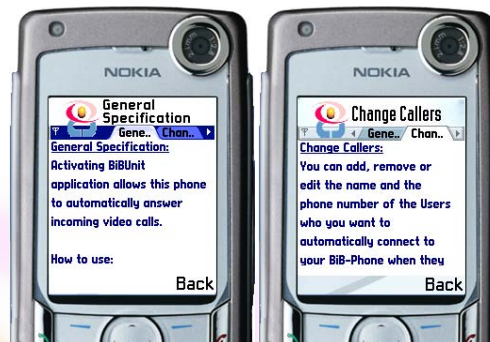 NOKIA
General
Specification
Gene.. Chan..
General Specification:
Activating BiBUnit
application allows this phone
to automatically answer
incoming video calls.
How to use:
Back
NOKIA
Change Callers
Gene.. Chan..
Change Callers:
You can add, remove or
edit the name and the
phone number of the Users
who you want to
automatically connect to
your BiB-Phone when they
Back